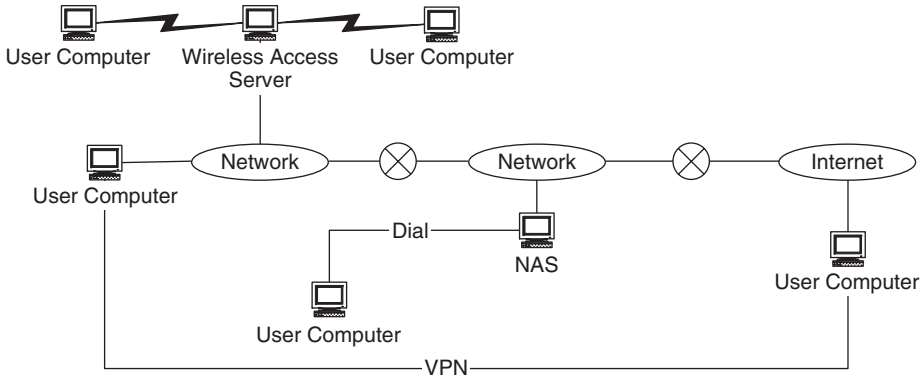 User Computer
Wireless Access
Server
User Computer
Network
Network
Internet
User Computer
Dial
NAS
User Computer
User Computer
VPN